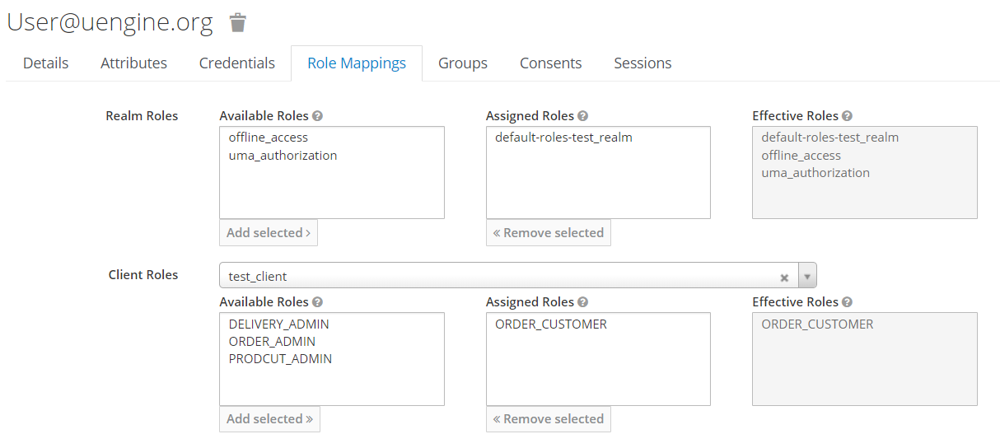 User@uengine.org
Details Attributes Credentials Role Mappings Groups Consents Sessions
Realm Roles Available Roles Assigned Roles Effective Roles
offline_access default-roles-test_realm default-roles-test_realm
uma_authorization offline_access
uma_authorization
Add selected › « Remove selected
Client Roles test_client
Available Roles Assigned Roles Effective Roles
DELIVERY_ADMIN ORDER_CUSTOMER ORDER_CUSTOMER
ORDER_ADMIN
PRODCUT_ADMIN
Add selected » « Remove selected